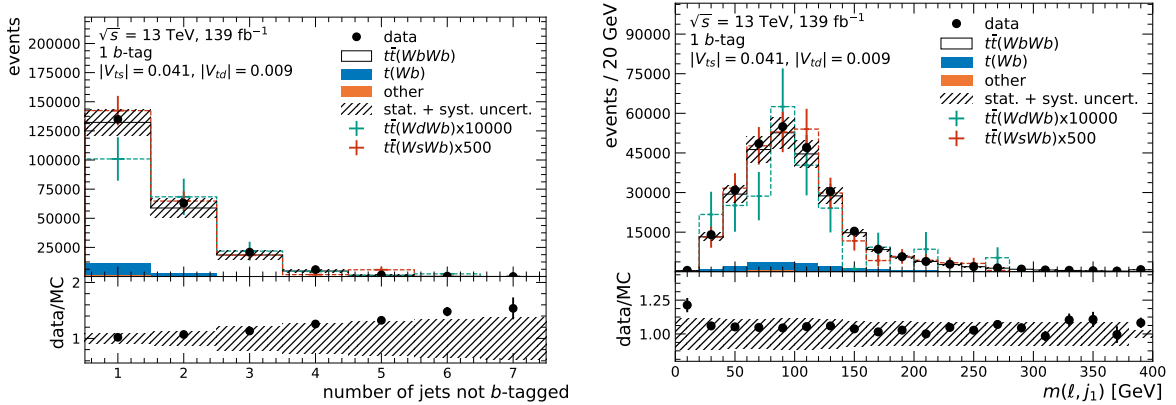 √s = 13 TeV, 139 fb⁻¹
1 b-tag
|V_ts| = 0.041, |V_td| = 0.009
data
tt̄(WbWb)
t(Wb)
other
stat. + syst. uncert.
tt̄(WdWb)x10000
tt̄(WsWb)x500
events
200000
175000
150000
125000
100000
75000
50000
25000
data/MC
2
1
1 2 3 4 5 6 7
number of jets not b-tagged
√s = 13 TeV, 139 fb⁻¹
1 b-tag
|V_ts| = 0.041, |V_td| = 0.009
data
tt̄(WbWb)
t(Wb)
other
stat. + syst. uncert.
tt̄(WdWb)x10000
tt̄(WsWb)x500
events / 20 GeV
90000
75000
60000
45000
30000
15000
data/MC
1.25
1.00
0 50 100 150 200 250 300 350 400
m(ℓ, j₁) [GeV]